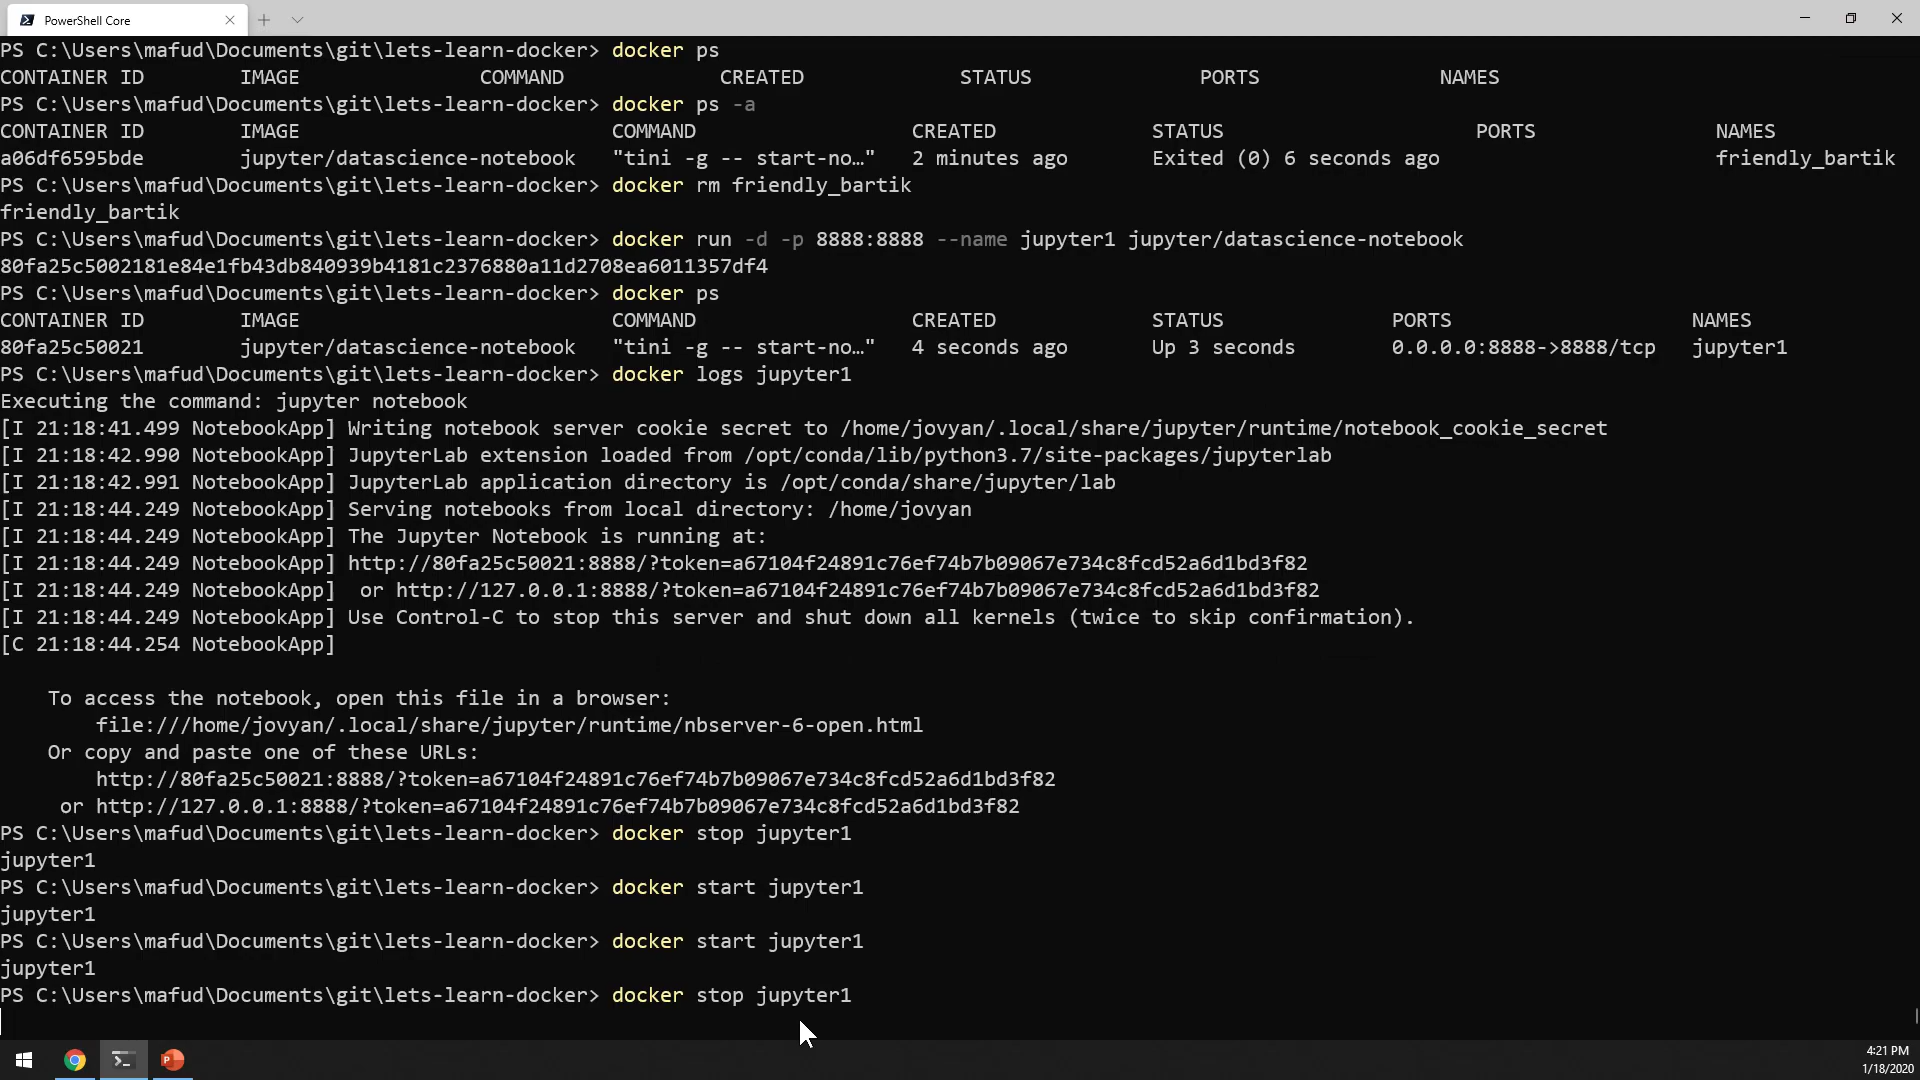 PowerShell Core
PS C:\Users\mafud\Documents\git\lets-learn-docker> docker ps
CONTAINER ID        IMAGE               COMMAND             CREATED             STATUS              PORTS               NAMES
PS C:\Users\mafud\Documents\git\lets-learn-docker> docker ps -a
CONTAINER ID        IMAGE                          COMMAND                  CREATED             STATUS                     PORTS               NAMES
a06df6595bde        jupyter/datascience-notebook   "tini -g -- start-no…"   2 minutes ago       Exited (0) 6 seconds ago                       friendly_bartik
PS C:\Users\mafud\Documents\git\lets-learn-docker> docker rm friendly_bartik
friendly_bartik
PS C:\Users\mafud\Documents\git\lets-learn-docker> docker run -d -p 8888:8888 --name jupyter1 jupyter/datascience-notebook
80fa25c5002181e84e1fb43db840939b4181c2376880a11d2708ea6011357df4
PS C:\Users\mafud\Documents\git\lets-learn-docker> docker ps
CONTAINER ID        IMAGE                          COMMAND                  CREATED             STATUS              PORTS                    NAMES
80fa25c50021        jupyter/datascience-notebook   "tini -g -- start-no…"   4 seconds ago       Up 3 seconds        0.0.0.0:8888->8888/tcp   jupyter1
PS C:\Users\mafud\Documents\git\lets-learn-docker> docker logs jupyter1
Executing the command: jupyter notebook
[I 21:18:41.499 NotebookApp] Writing notebook server cookie secret to /home/jovyan/.local/share/jupyter/runtime/notebook_cookie_secret
[I 21:18:42.990 NotebookApp] JupyterLab extension loaded from /opt/conda/lib/python3.7/site-packages/jupyterlab
[I 21:18:42.991 NotebookApp] JupyterLab application directory is /opt/conda/share/jupyter/lab
[I 21:18:44.249 NotebookApp] Serving notebooks from local directory: /home/jovyan
[I 21:18:44.249 NotebookApp] The Jupyter Notebook is running at:
[I 21:18:44.249 NotebookApp] http://80fa25c50021:8888/?token=a67104f24891c76ef74b7b09067e734c8fcd52a6d1bd3f82
[I 21:18:44.249 NotebookApp]  or http://127.0.0.1:8888/?token=a67104f24891c76ef74b7b09067e734c8fcd52a6d1bd3f82
[I 21:18:44.249 NotebookApp] Use Control-C to stop this server and shut down all kernels (twice to skip confirmation).
[C 21:18:44.254 NotebookApp]
    To access the notebook, open this file in a browser:
        file:///home/jovyan/.local/share/jupyter/runtime/nbserver-6-open.html
    Or copy and paste one of these URLs:
        http://80fa25c50021:8888/?token=a67104f24891c76ef74b7b09067e734c8fcd52a6d1bd3f82
     or http://127.0.0.1:8888/?token=a67104f24891c76ef74b7b09067e734c8fcd52a6d1bd3f82
PS C:\Users\mafud\Documents\git\lets-learn-docker> docker stop jupyter1
jupyter1
PS C:\Users\mafud\Documents\git\lets-learn-docker> docker start jupyter1
jupyter1
PS C:\Users\mafud\Documents\git\lets-learn-docker> docker start jupyter1
jupyter1
PS C:\Users\mafud\Documents\git\lets-learn-docker> docker stop jupyter1
4:21 PM
1/18/2020